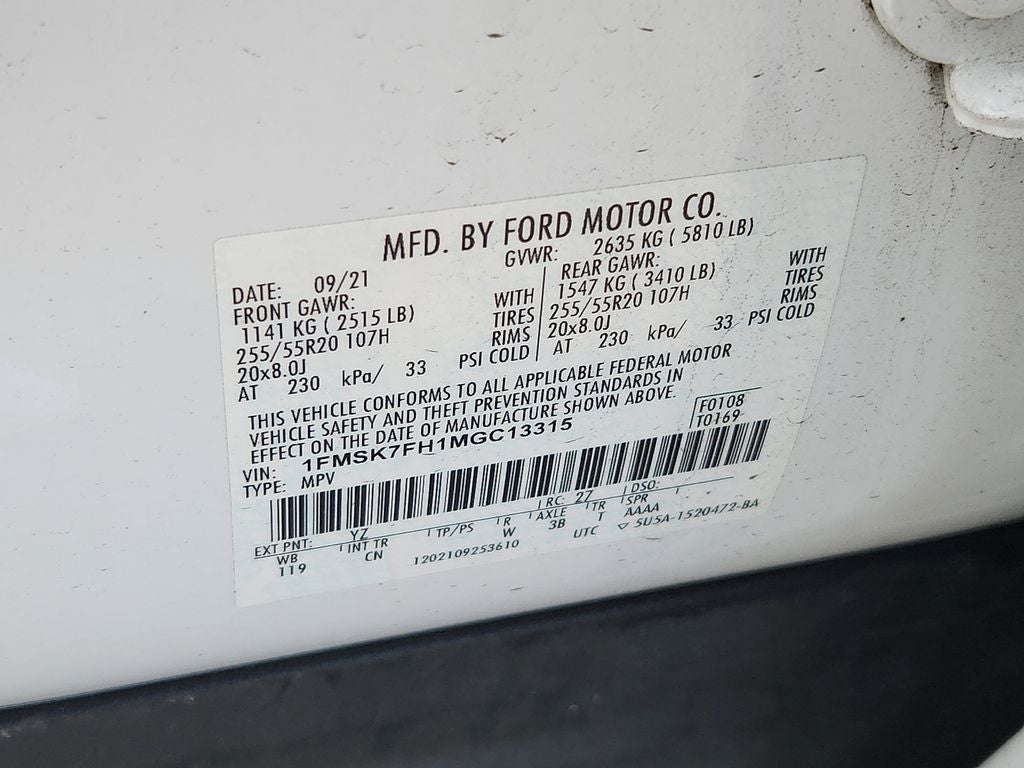 MFD. BY FORD MOTOR CO.
DATE: 09/21 GVWR: 2635 KG ( 5810 LB)
FRONT GAWR: REAR GAWR:
1141 KG ( 2515 LB) WITH 1547 KG ( 3410 LB) WITH
255/55R20 107H TIRES 255/55R20 107H TIRES
20x8.0J RIMS 20x8.0J RIMS
AT 230 kPa/ 33 PSI COLD AT 230 kPa/ 33 PSI COLD
THIS VEHICLE CONFORMS TO ALL APPLICABLE FEDERAL MOTOR
VEHICLE SAFETY AND THEFT PREVENTION STANDARDS IN
EFFECT ON THE DATE OF MANUFACTURE SHOWN ABOVE.
F0108
T0169
VIN: 1FMSK7FH1MGC13315
TYPE: MPV
EXT PNT: YZ RC: 27 DSO:
WB INT TR TP/PS R AXLE TR SPR
119 CN W 3B T AAAA
1202109253610 UTC ▽ 5U5A-1520472-BA